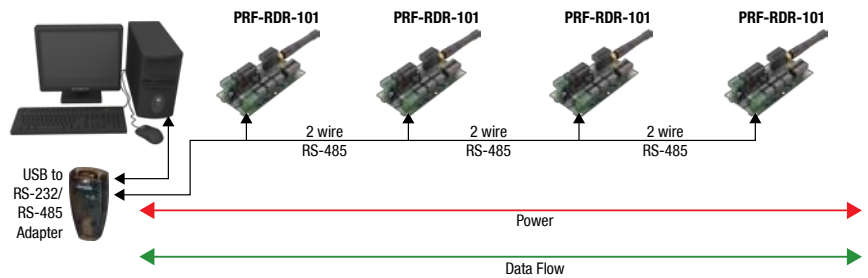 PRF-RDR-101 PRF-RDR-101 PRF-RDR-101 PRF-RDR-101
2 wire 2 wire 2 wire
RS-485 RS-485 RS-485
USB to
RS-232/
RS-485
Adapter
Power
Data Flow